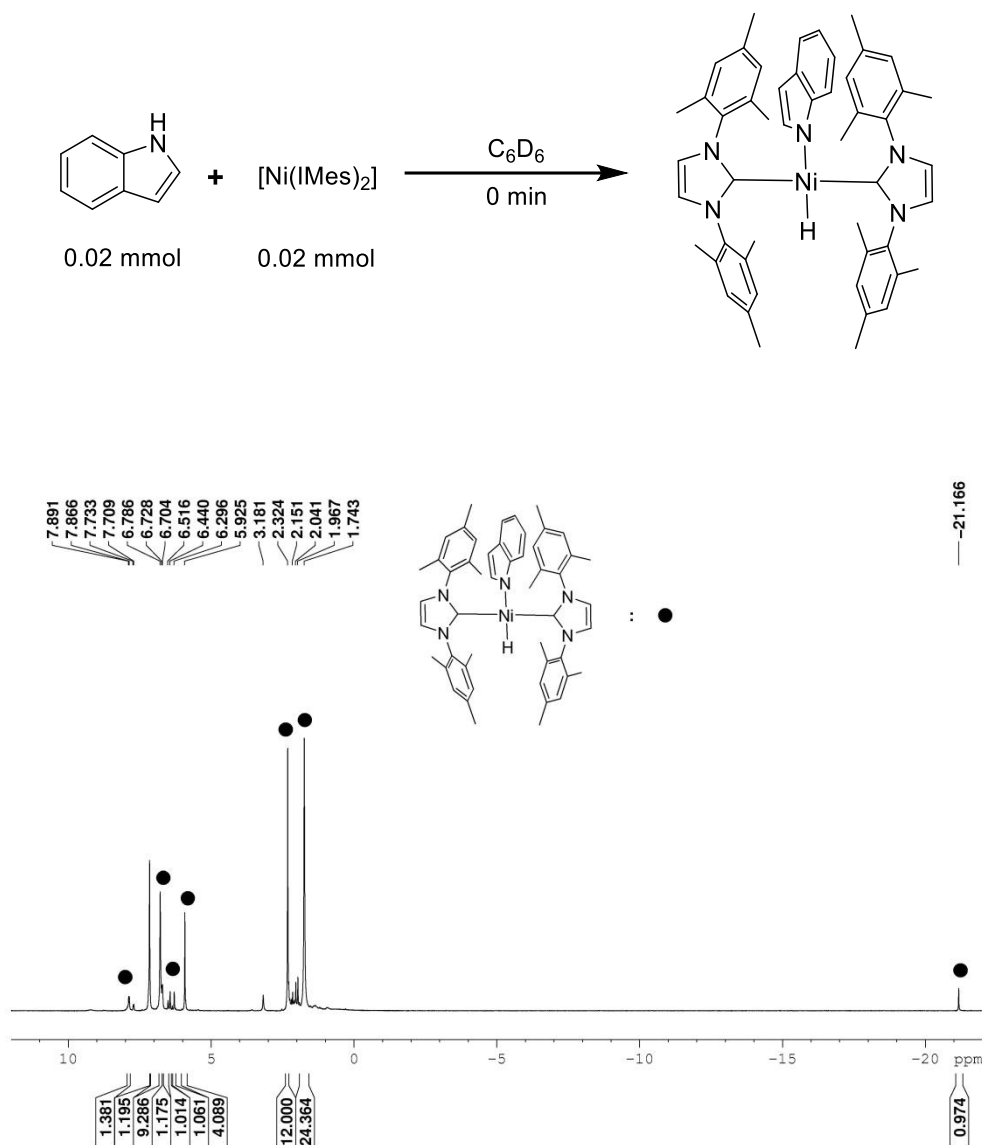 H
N
+
[Ni(IMes)2]
0.02 mmol
0.02 mmol
C6D6
0 min
N
N
N
Ni
H
N
N
7.891
7.866
7.733
7.709
6.786
6.728
6.704
6.516
6.440
6.296
5.925
3.181
2.324
2.151
2.041
1.967
1.743
-21.166
N
N
N
Ni
H
N
N
:
10
5
0
-5
-10
-15
-20
ppm
1.381
1.195
9.286
1.175
1.014
1.061
4.089
12.000
24.364
0.974